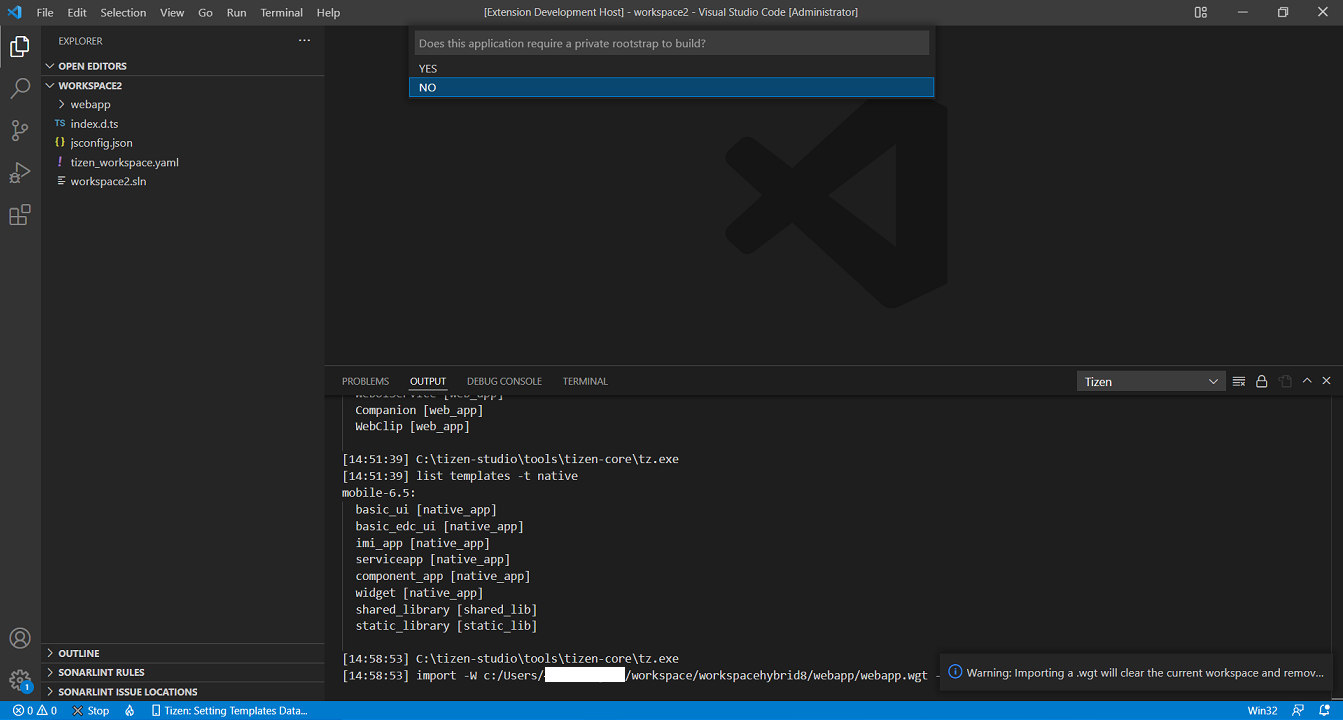 File Edit Selection View Go Run Terminal Help
[Extension Development Host] - workspace2 - Visual Studio Code [Administrator]
EXPLORER
OPEN EDITORS
WORKSPACE2
webapp
TS index.d.ts
{} jsconfig.json
! tizen_workspace.yaml
workspace2.sln
OUTLINE
SONARLINT RULES
SONARLINT ISSUE LOCATIONS
Does this application require a private rootstrap to build?
YES
NO
PROBLEMS OUTPUT DEBUG CONSOLE TERMINAL
Tizen
Companion [web_app]
WebClip [web_app]
[14:51:39] C:\tizen-studio\tools\tizen-core\tz.exe
[14:51:39] list templates -t native
mobile-6.5:
basic_ui [native_app]
basic_edc_ui [native_app]
imi_app [native_app]
serviceapp [native_app]
component_app [native_app]
widget [native_app]
shared_library [shared_lib]
static_library [static_lib]
[14:58:53] C:\tizen-studio\tools\tizen-core\tz.exe
[14:58:53] import -W c:/Users/ /workspace/workspacehybrid8/webapp/webapp.wgt -
Warning: Importing a .wgt will clear the current workspace and remov...
1
0 0 Stop Tizen: Setting Templates Data...
Win32